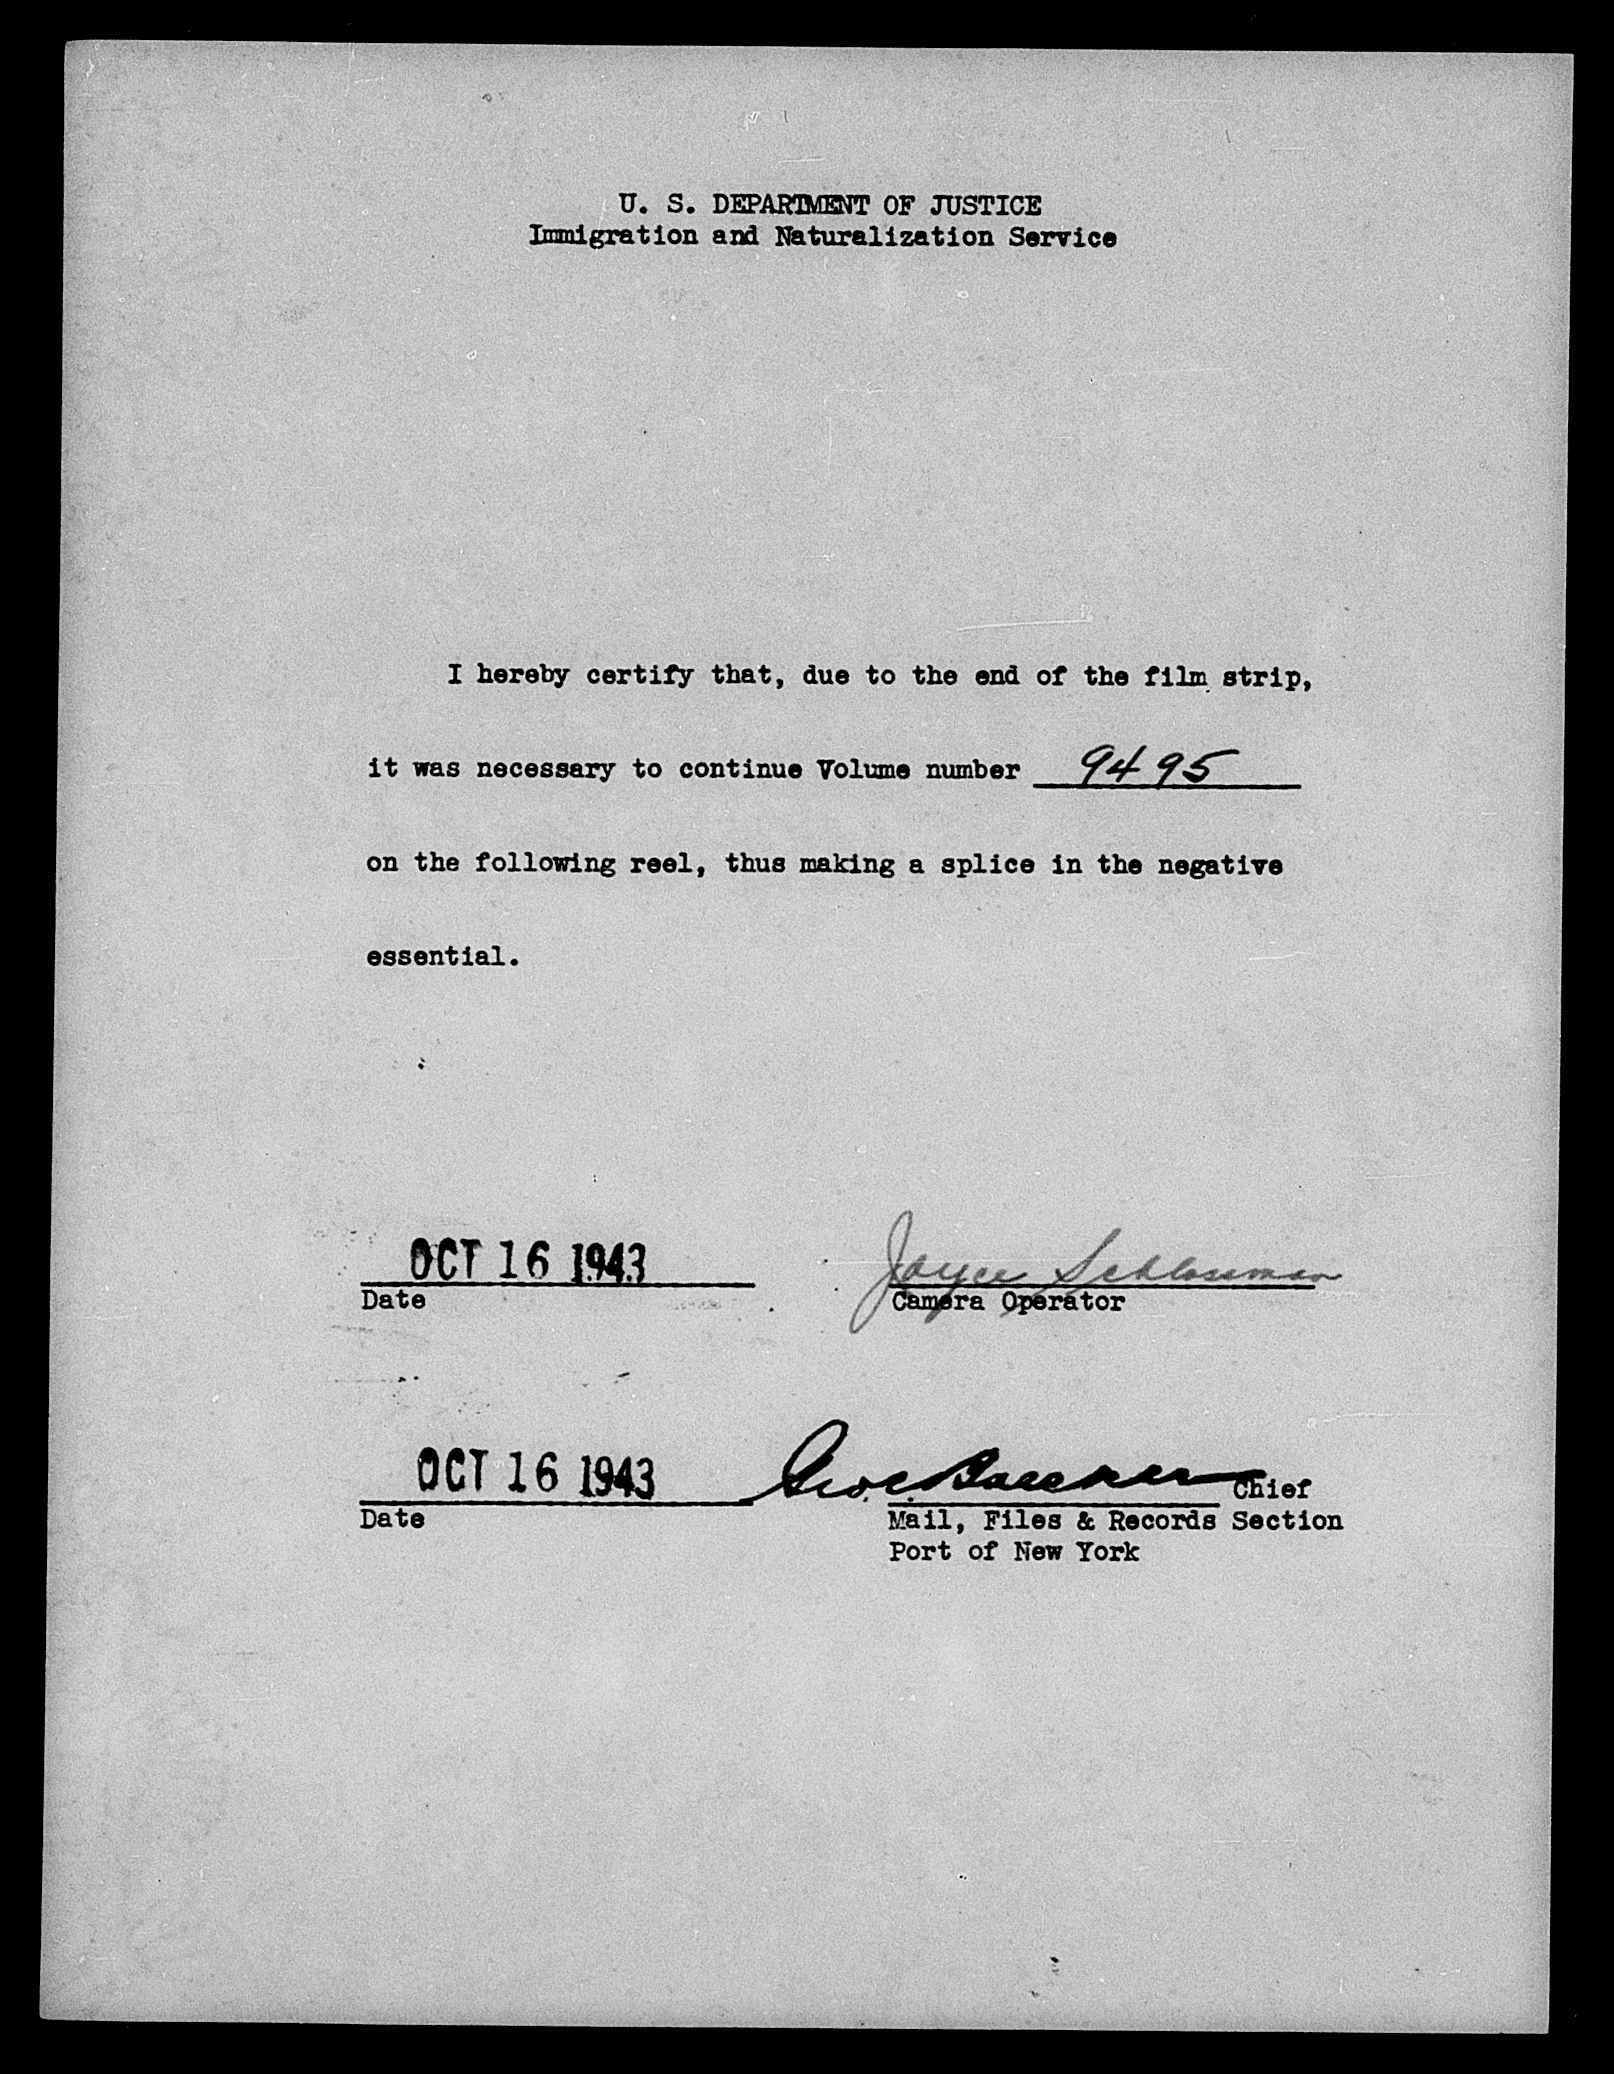 U. S. DEPARTMENT OF JUSTICE
Immigration and Naturalization Service
I hereby certify that, due to the end of the film strip,
it was necessary to continue Volume number 9495
on the following reel, thus making a splice in the negative
essential.
OCT 16 1943 Joyce Schlossman
Date Camera Operator
OCT 16 1943 Chief
Date Mail, Files & Records Section
Port of New York